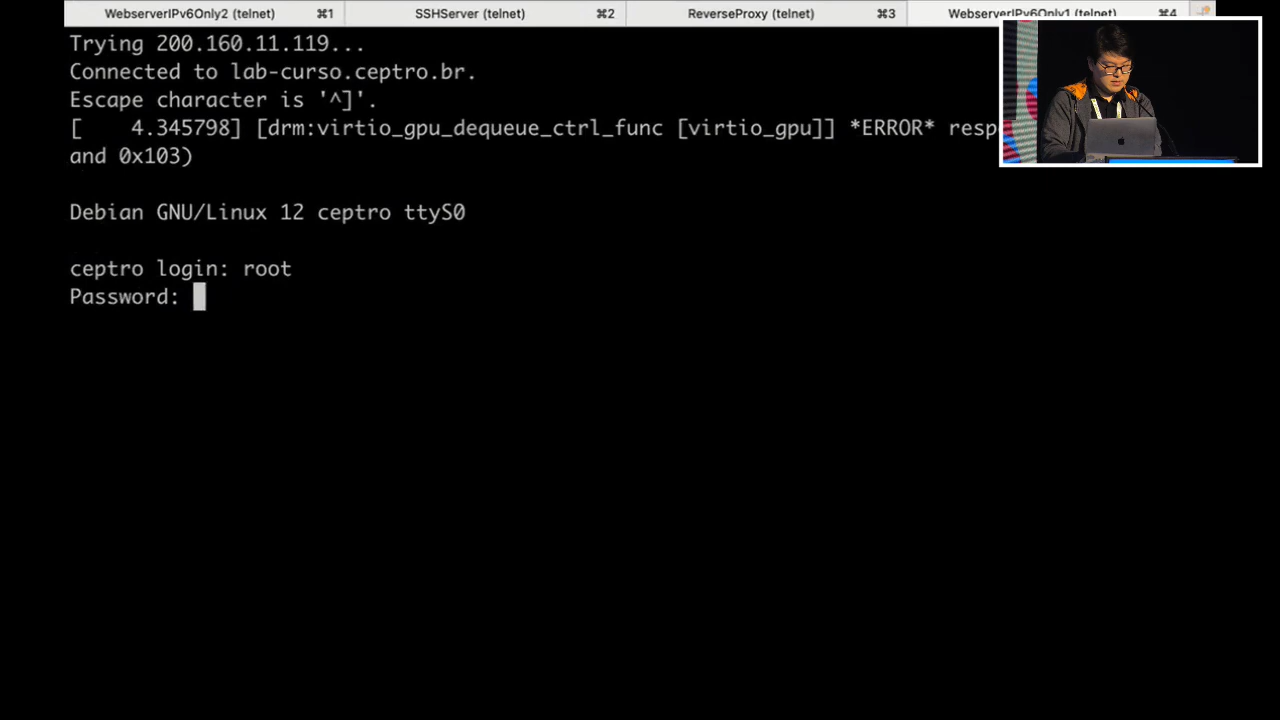 WebserverIPv6Only2 (telnet) ⌘1 SSHServer (telnet) ⌘2 ReverseProxy (telnet) ⌘3 WebserverIPv6Only1 (telnet) ⌘4
Trying 200.160.11.119...
Connected to lab-curso.ceptro.br.
Escape character is '^]'.
[    4.345798] [drm:virtio_gpu_dequeue_ctrl_func [virtio_gpu]] *ERROR* resp
and 0x103)
Debian GNU/Linux 12 ceptro ttyS0
ceptro login: root
Password: